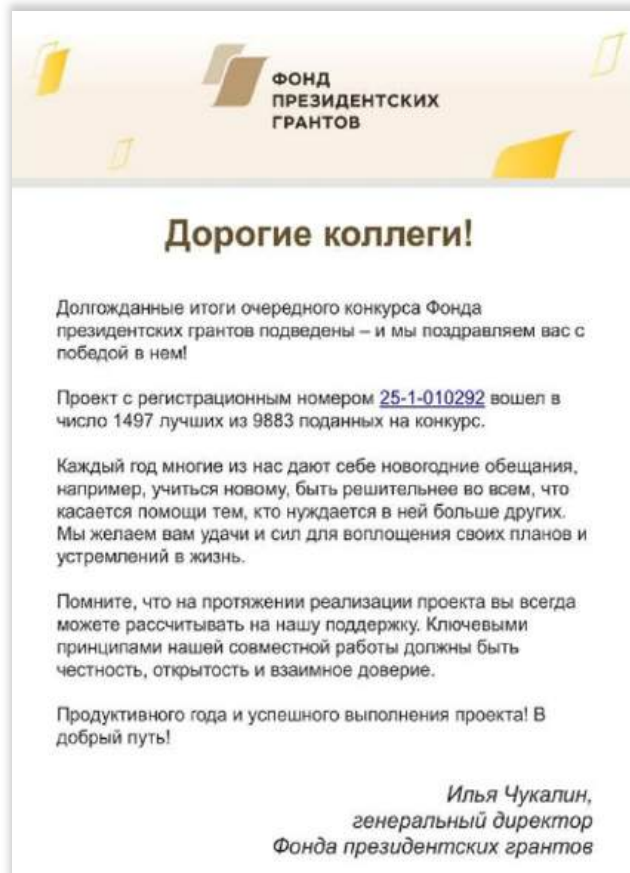 ФОНД
ПРЕЗИДЕНТСКИХ
ГРАНТОВ
Дорогие коллеги!
Долгожданные итоги очередного конкурса Фонда
президентских грантов подведены – и мы поздравляем вас с
победой в нем!
Проект с регистрационным номером 25-1-010292 вошел в
число 1497 лучших из 9883 поданных на конкурс.
Каждый год многие из нас дают себе новогодние обещания,
например, учиться новому, быть решительнее во всем, что
касается помощи тем, кто нуждается в ней больше других.
Мы желаем вам удачи и сил для воплощения своих планов и
устремлений в жизнь.
Помните, что на протяжении реализации проекта вы всегда
можете рассчитывать на нашу поддержку. Ключевыми
принципами нашей совместной работы должны быть
честность, открытость и взаимное доверие.
Продуктивного года и успешного выполнения проекта! В
добрый путь!
Илья Чукалин,
генеральный директор
Фонда президентских грантов